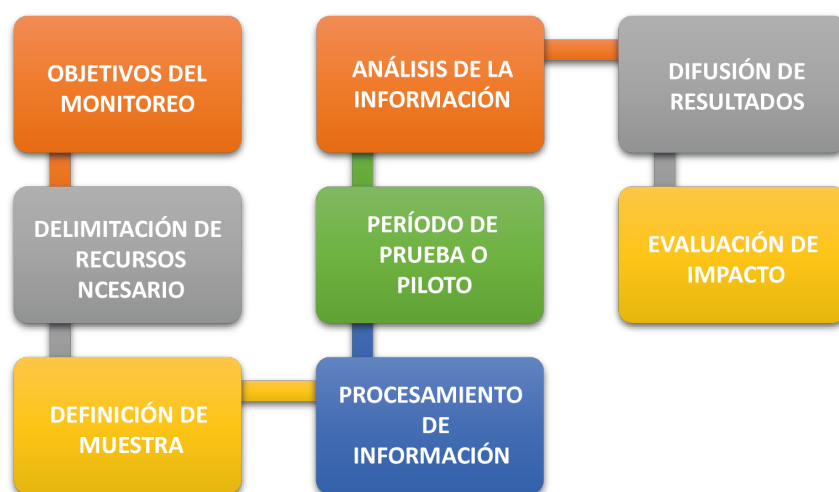 OBJETIVOS DEL
MONITOREO
DELIMITACIÓN DE
RECURSOS
NCESARIO
DEFINICIÓN DE
MUESTRA
PROCESAMIENTO
DE
INFORMACIÓN
PERÍODO DE
PRUEBA O
PILOTO
ANÁLISIS DE LA
INFORMACIÓN
DIFUSIÓN DE
RESULTADOS
EVALUACIÓN DE
IMPACTO